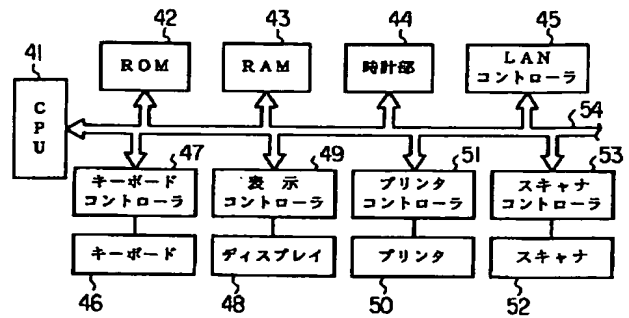 41
CPU
42
ROM
43
RAM
44
時計部
45
LAN
コントローラ
54
47
キーボード
コントローラ
49
表示
コントローラ
51
プリンタ
コントローラ
53
スキャナ
コントローラ
キーボード
46
ディスプレイ
48
プリンタ
50
スキャナ
52